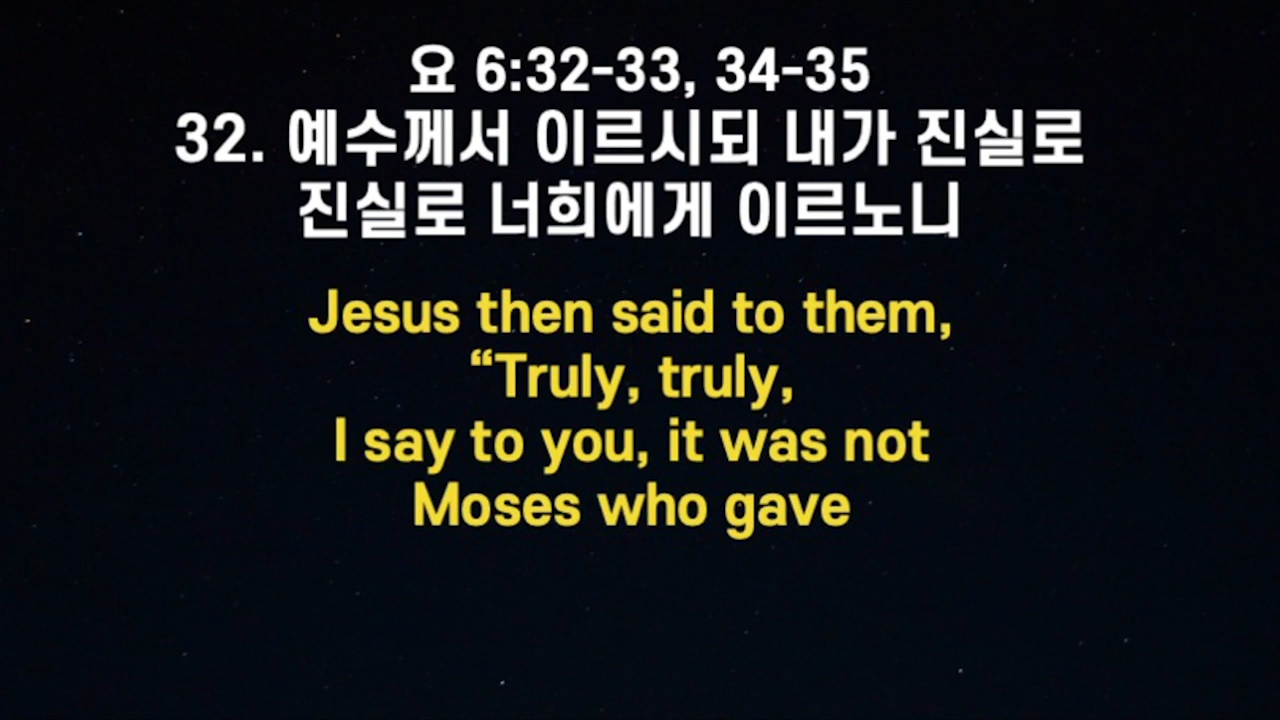 요 6:32-33, 34-35
32. 예수께서 이르시되 내가 진실로
진실로 너희에게 이르노니
Jesus then said to them,
“Truly, truly,
I say to you, it was not
Moses who gave